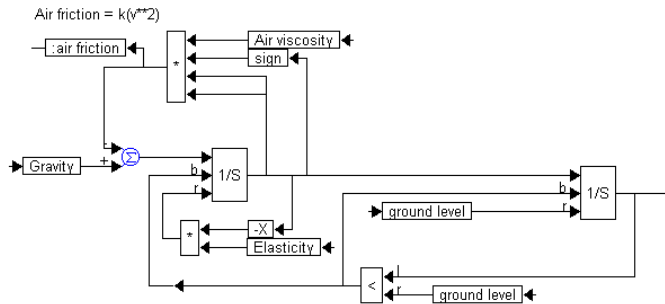 Air friction = k(v**2)
:air friction
Air viscosity
sign
*
-
+
Σ
Gravity
b
r
1/S
b
r
1/S
ground level
*
-X
Elasticity
<
l
r
ground level